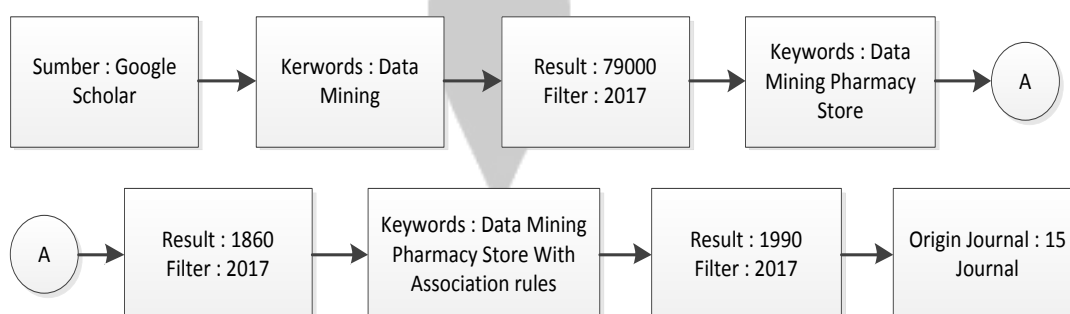 Sumber : Google
Scholar
Kerwords : Data
Mining
Result : 79000
Filter : 2017
Keywords : Data
Mining Pharmacy
Store
A
A
Result : 1860
Filter : 2017
Keywords : Data Mining
Pharmacy Store With
Association rules
Result : 1990
Filter : 2017
Origin Journal : 15
Journal